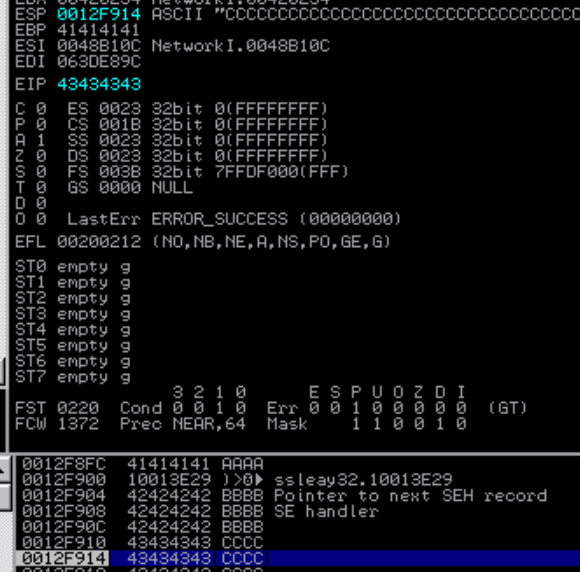 ESP 0012F914 ASCII "CCCCCCCCCCCCCCCCCCCCCCCCCCCCCCCCCC
EBP 41414141
ESI 0048B10C NetworkI.0048B10C
EDI 063DE89C
EIP 43434343
C 0 ES 0023 32bit 0(FFFFFFFF)
P 0 CS 001B 32bit 0(FFFFFFFF)
A 1 SS 0023 32bit 0(FFFFFFFF)
Z 0 DS 0023 32bit 0(FFFFFFFF)
S 0 FS 003B 32bit 7FFDF000(FFF)
T 0 GS 0000 NULL
D 0
O 0 LastErr ERROR_SUCCESS (00000000)
EFL 00200212 (NO,NB,NE,A,NS,PO,GE,G)
ST0 empty g
ST1 empty g
ST2 empty g
ST3 empty g
ST4 empty g
ST5 empty g
ST6 empty g
ST7 empty g
3 2 1 0 E S P U O Z D I
FST 0220 Cond 0 0 1 0 Err 0 0 1 0 0 0 0 0 (GT)
FCW 1372 Prec NEAR,64 Mask 1 1 0 0 1 0
0012F8FC 41414141 AAAA
0012F900 10013E29 )>0▶ ssleay32.10013E29
0012F904 42424242 BBBB Pointer to next SEH record
0012F908 42424242 BBBB SE handler
0012F90C 42424242 BBBB
0012F910 43434343 CCCC
0012F914 43434343 CCCC